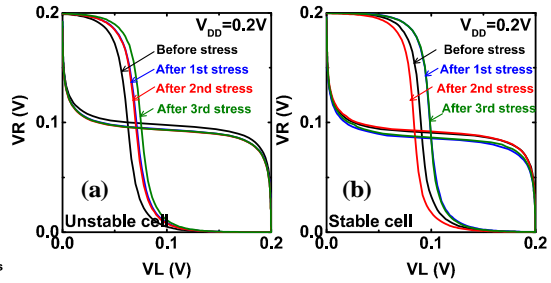 V_DD=0.2V
Before stress
After 1st stress
After 2nd stress
After 3rd stress
(a)
Unstable cell
0.2
0.1
0.0
VR (V)
0.0
0.1
0.2
VL (V)
V_DD=0.2V
Before stress
After 1st stress
After 2nd stress
After 3rd stress
(b)
Stable cell
0.2
0.1
0.0
VR (V)
0.0
0.1
0.2
VL (V)
s